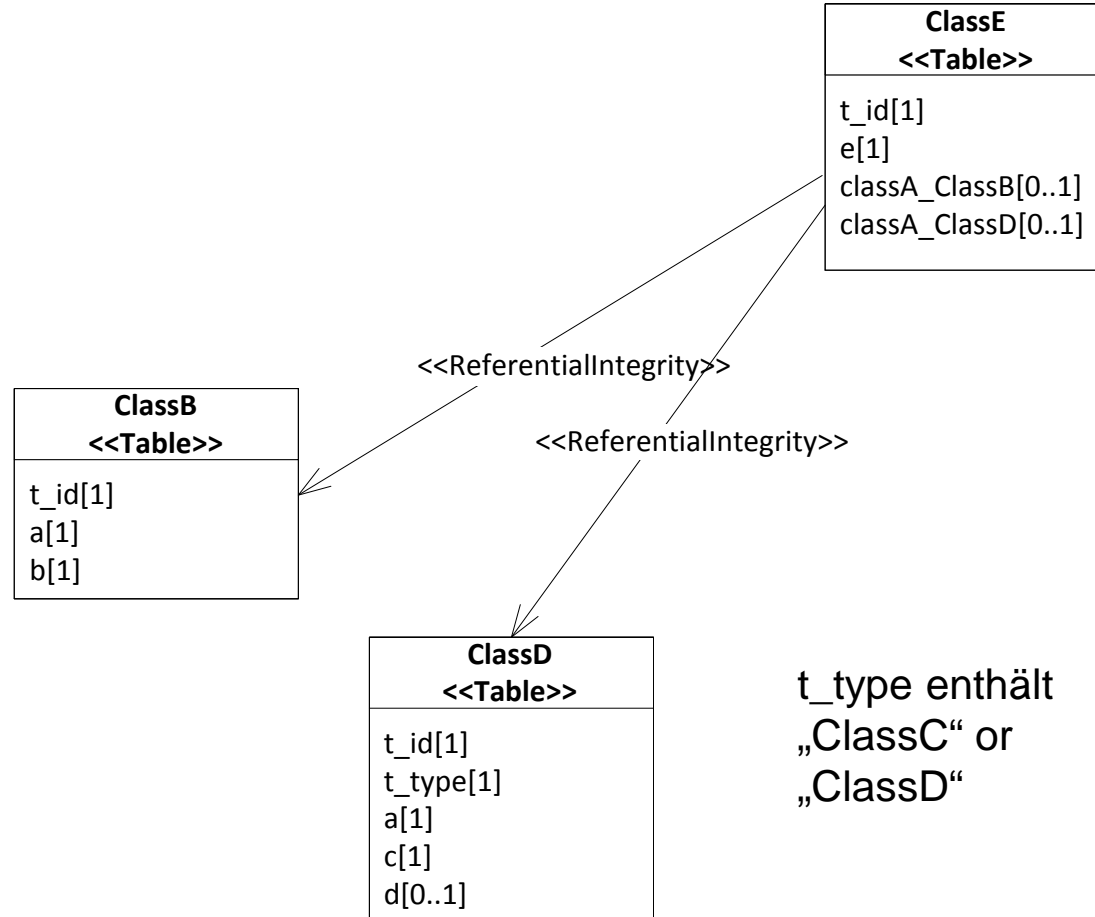 ClassE
<<Table>>
t_id[1]
e[1]
classA_ClassB[0..1]
classA_ClassD[0..1]
<<ReferentialIntegrity>>
ClassB
<<Table>>
t_id[1]
a[1]
b[1]
<<ReferentialIntegrity>>
ClassD
<<Table>>
t_id[1]
t_type[1]
a[1]
c[1]
d[0..1]
t_type enthält
„ClassC“ or
„ClassD“